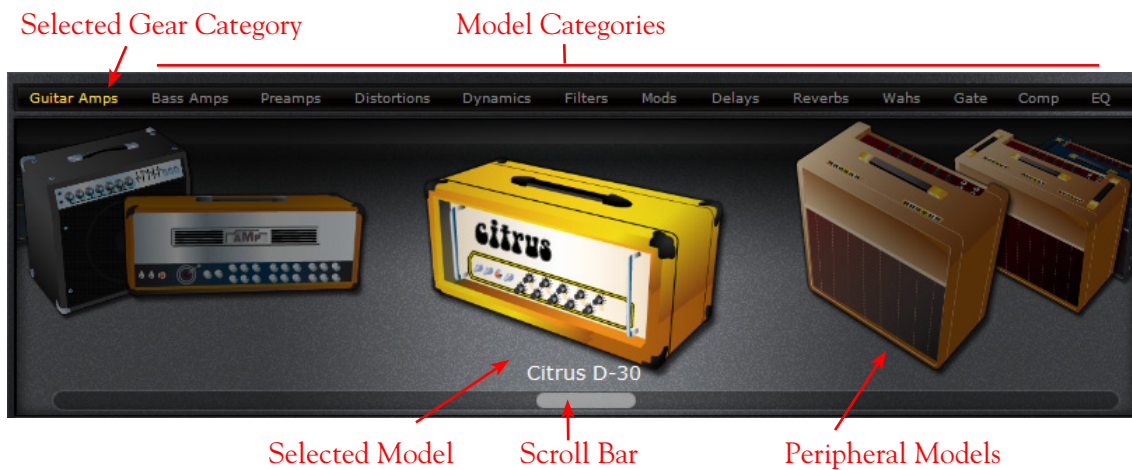 Selected Gear Category
Model Categories
Guitar Amps Bass Amps Preamps Distortions Dynamics Filters Mods Delays Reverbs Wahs Gate Comp EQ
AMP
citrus
Citrus D-30
Selected Model
Scroll Bar
Peripheral Models